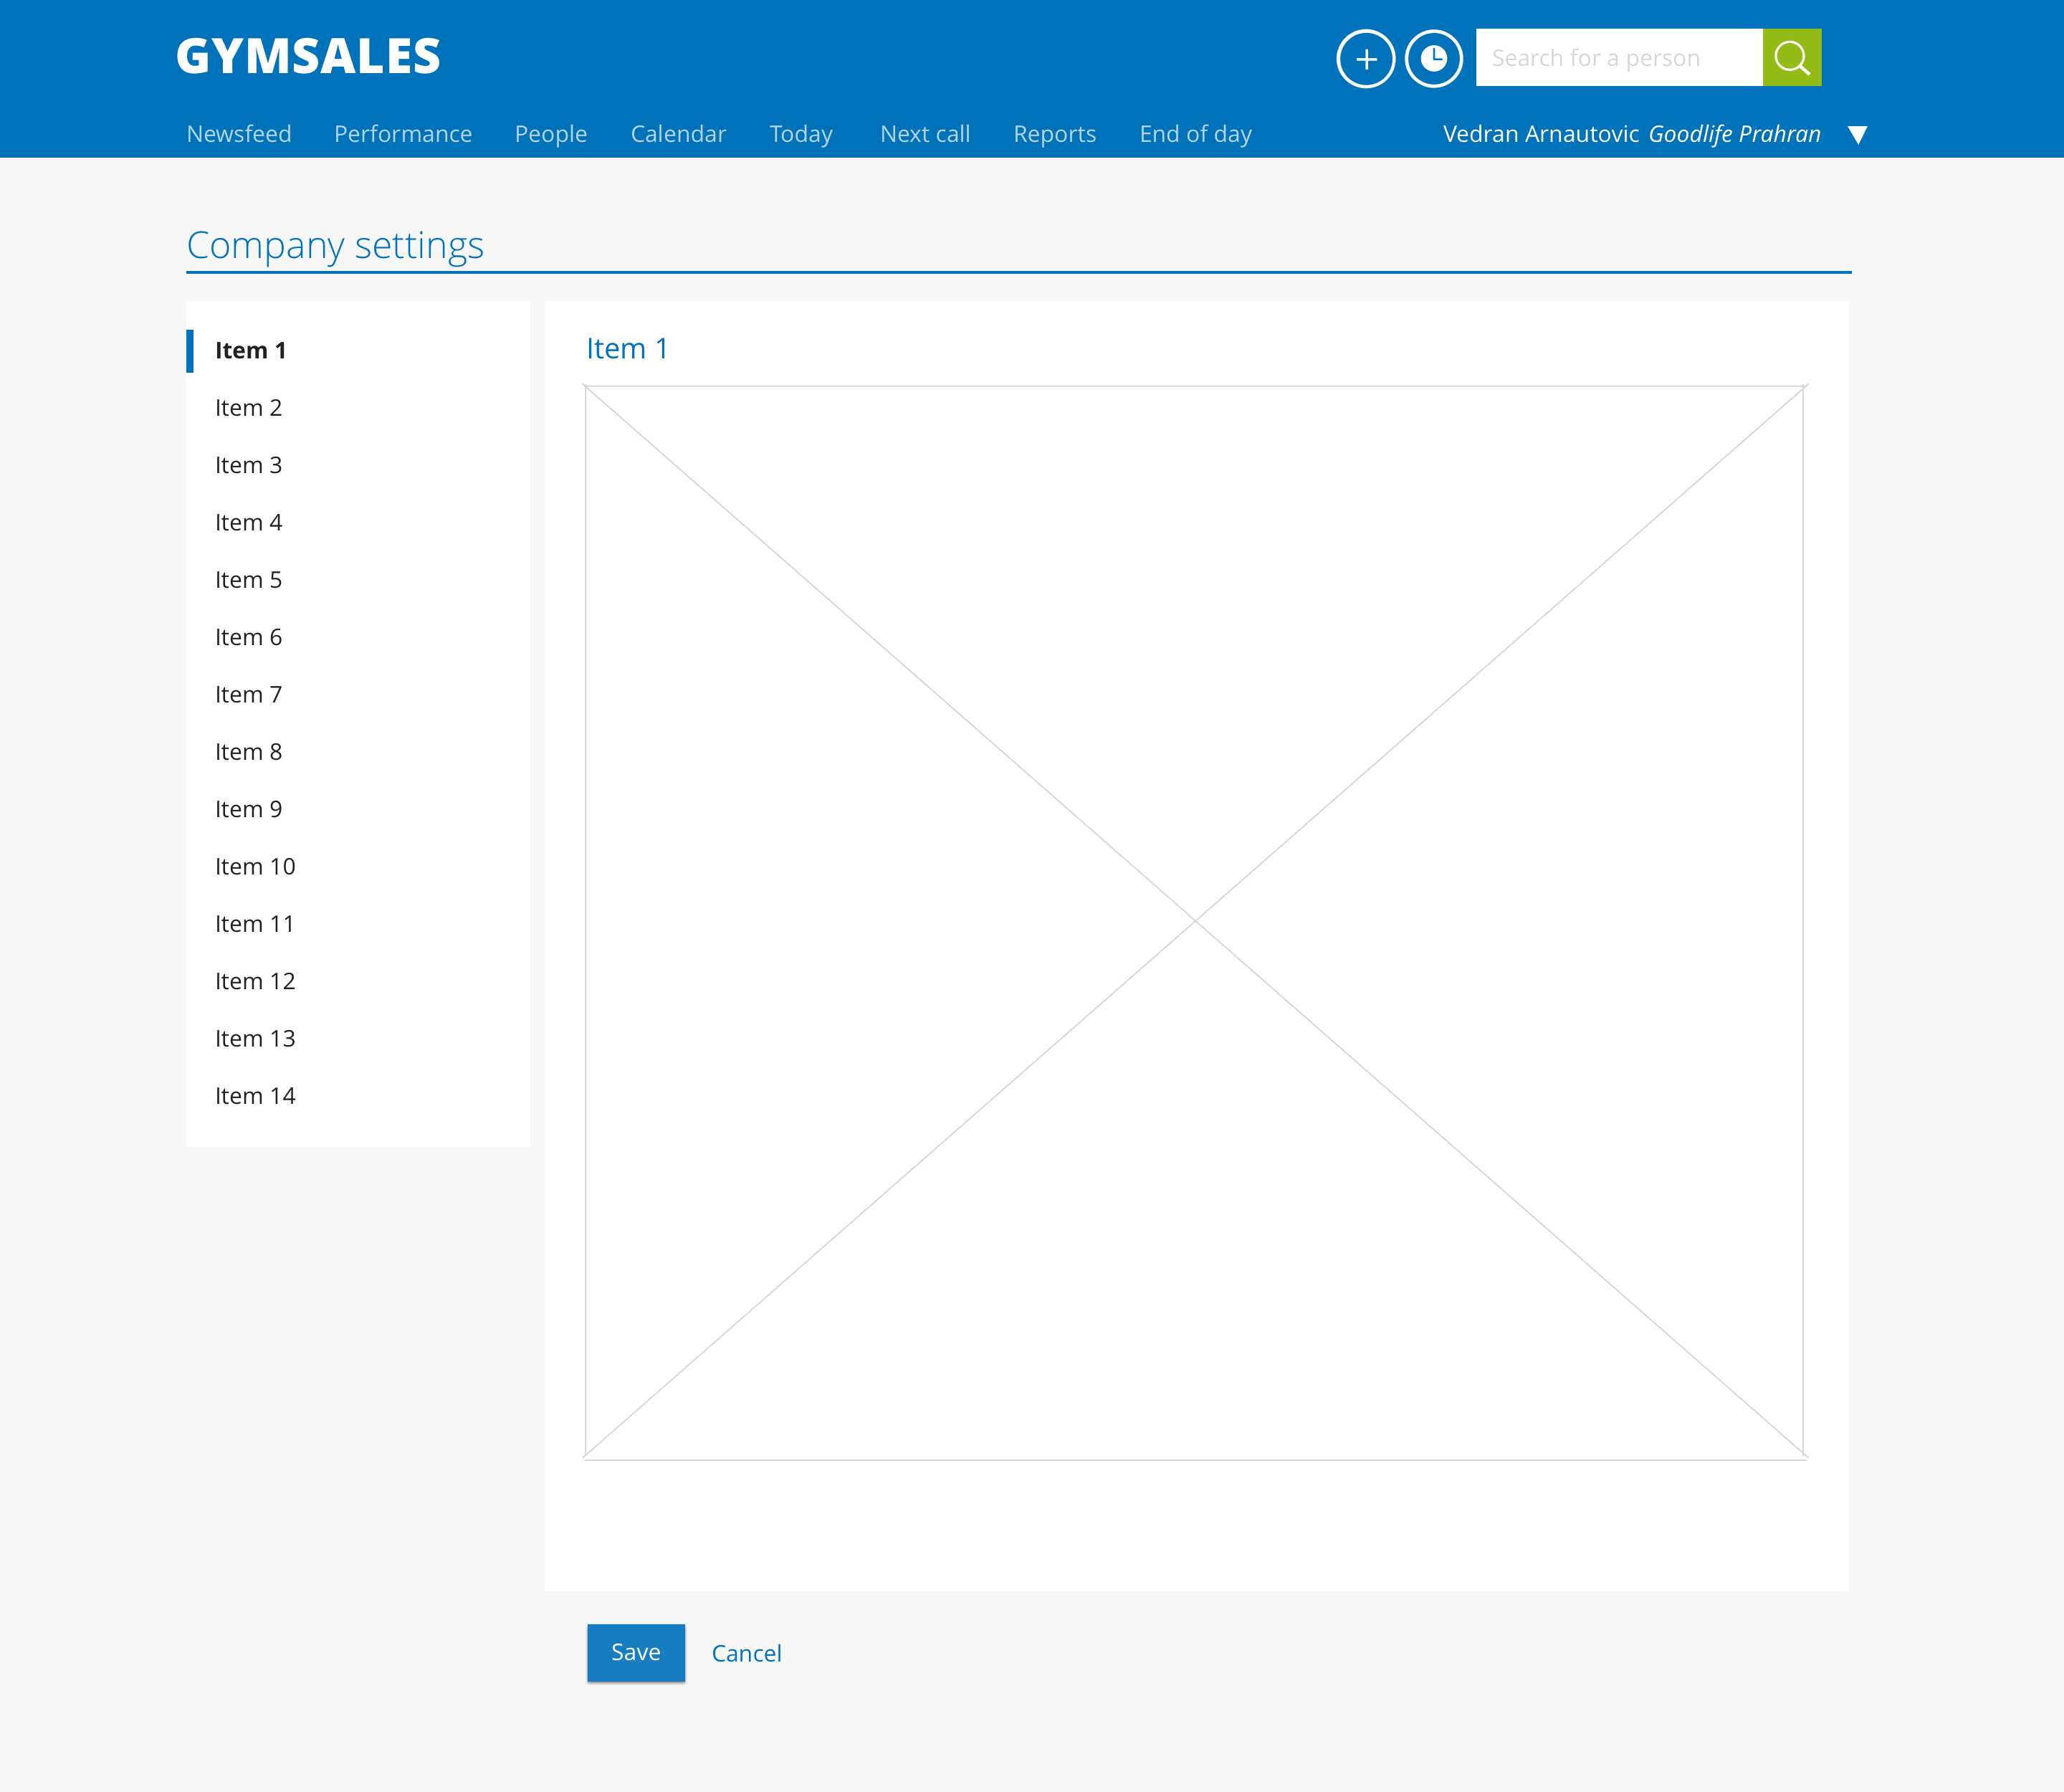 GYMSALES
Search for a person
Newsfeed Performance People Calendar Today Next call Reports End of day Vedran Arnautovic Goodlife Prahran
Company settings
Item 1
Item 2
Item 3
Item 4
Item 5
Item 6
Item 7
Item 8
Item 9
Item 10
Item 11
Item 12
Item 13
Item 14
Item 1
Save Cancel